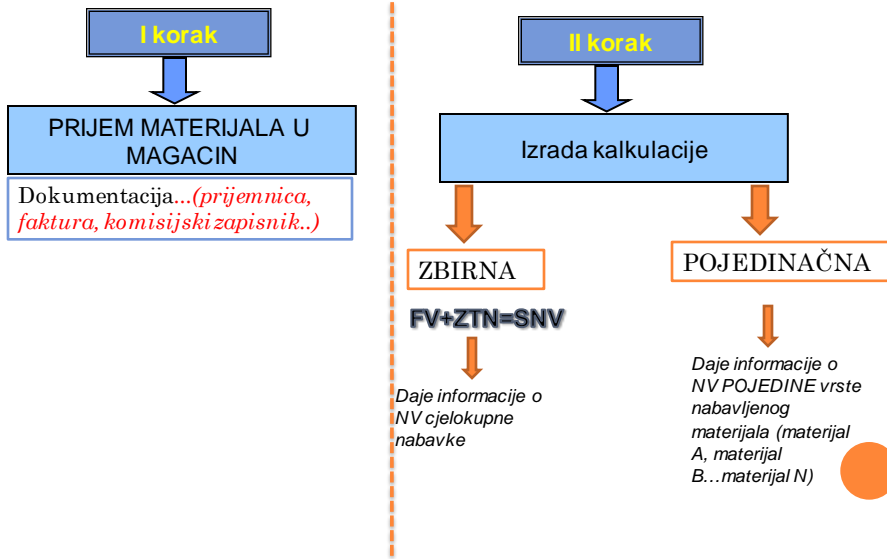 I korak
PRIJEM MATERIJALA U
MAGACIN
Dokumentacija...(prijemnica,
faktura, komisijski zapisnik..)
II korak
Izrada kalkulacije
ZBIRNA
FV+ZTN=SNV
Daje informacije o
NV cjelokupne
nabavke
POJEDINAČNA
Daje informacije o
NV POJEDINE vrste
nabavljenog
materijala (materijal
A, materijal
B...materijal N)